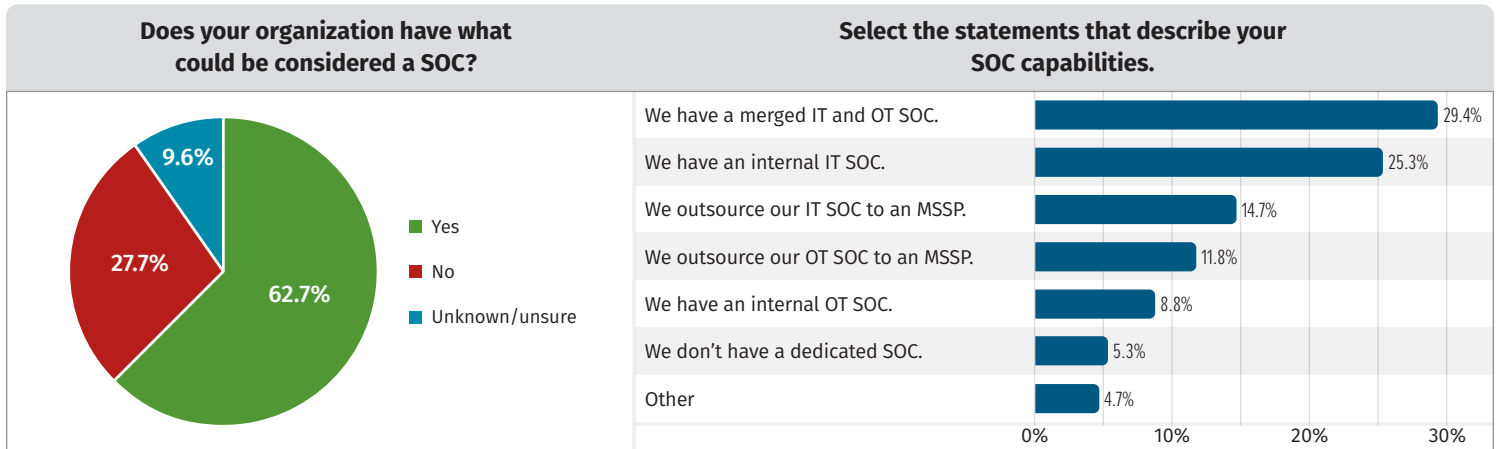 Does your organization have what
could be considered a SOC?
9.6%
27.7%
62.7%
Yes
No
Unknown/unsure
Select the statements that describe your
SOC capabilities.
We have a merged IT and OT SOC. 29.4%
We have an internal IT SOC. 25.3%
We outsource our IT SOC to an MSSP. 14.7%
We outsource our OT SOC to an MSSP. 11.8%
We have an internal OT SOC. 8.8%
We don’t have a dedicated SOC. 5.3%
Other 4.7%
0% 10% 20% 30%